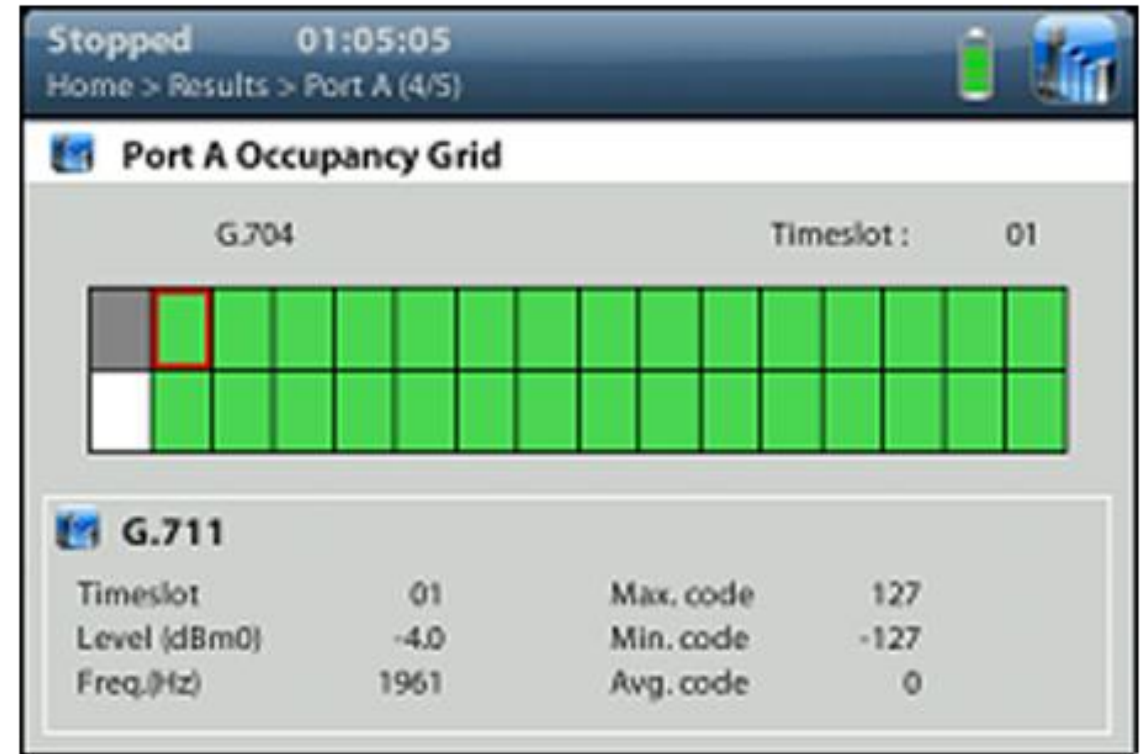 Stopped 01:05:05
Home > Results > Port A (4/5)
Port A Occupancy Grid
G.704 Timeslot : 01
G.711
Timeslot 01 Max. code 127
Level (dBm0) -4.0 Min. code -127
Freq.(Hz) 1961 Avg. code 0